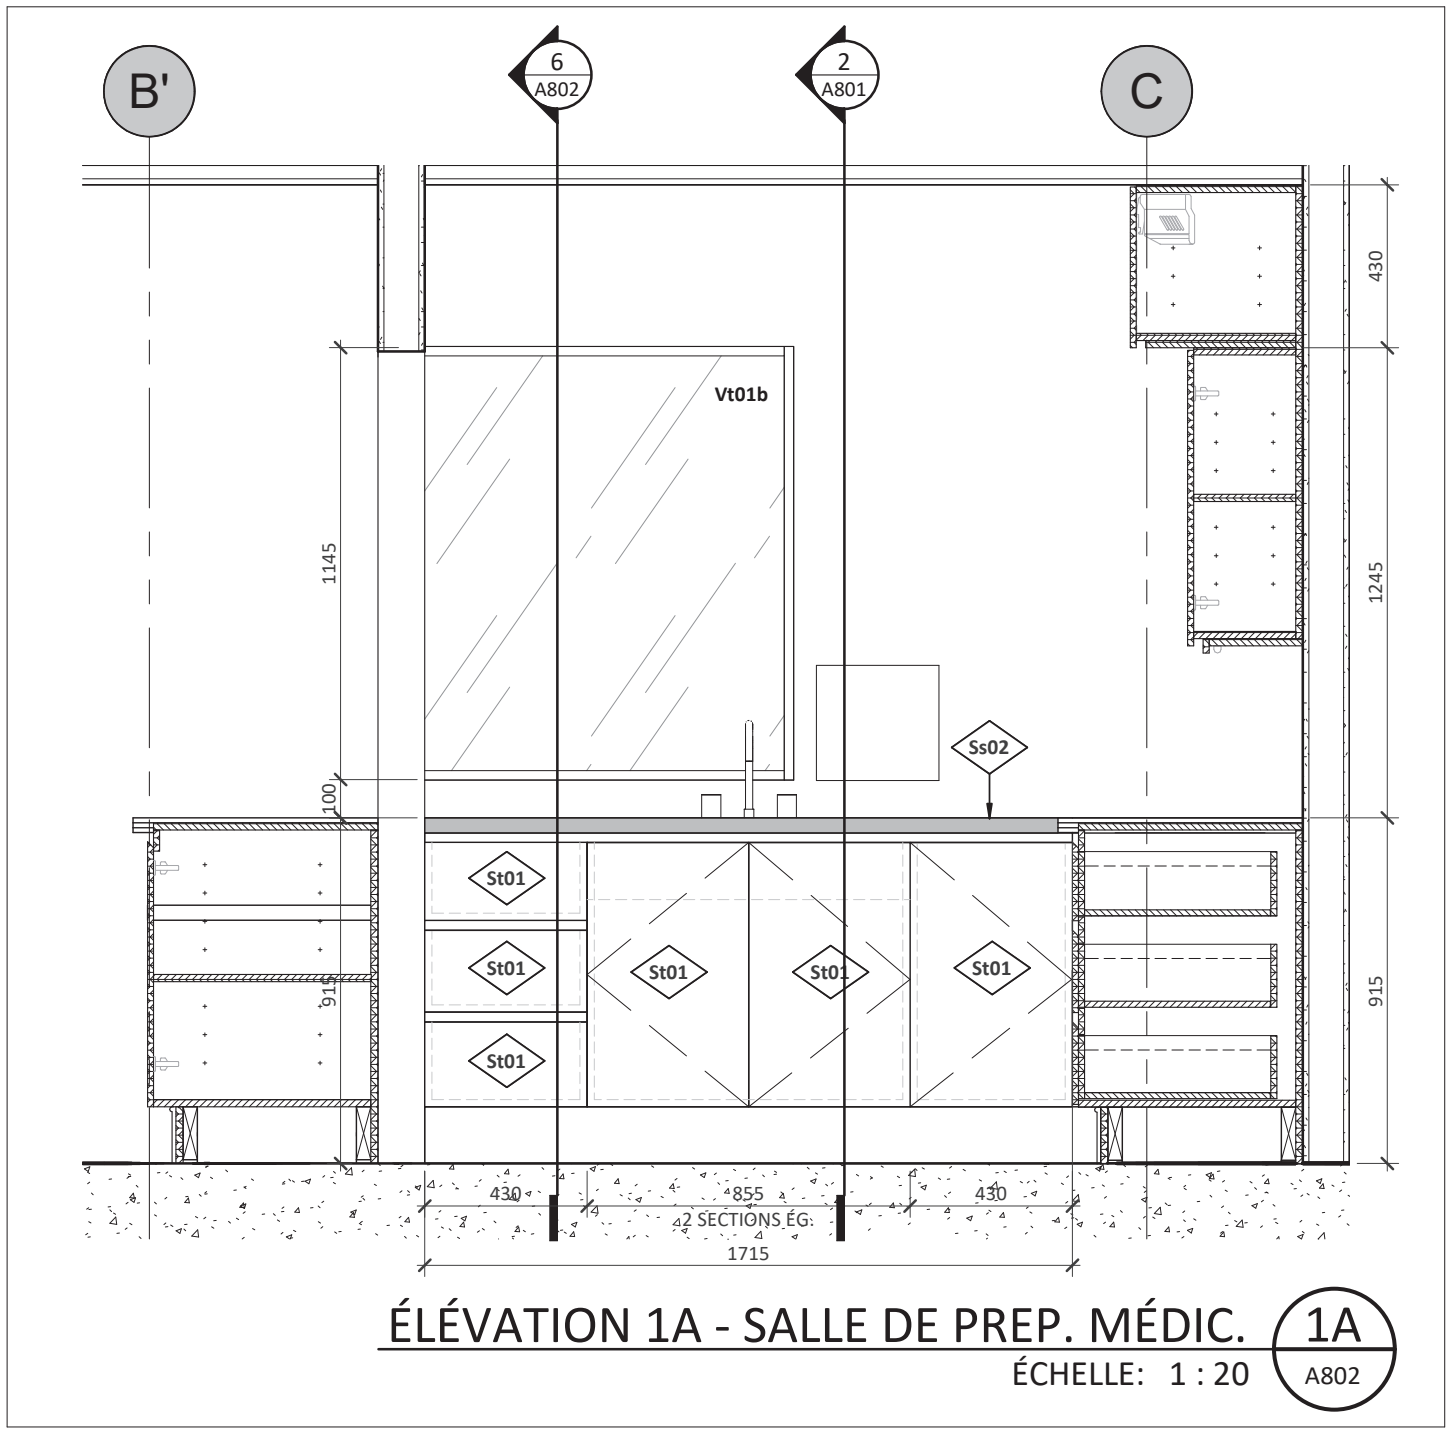 B'
6
A802
2
A801
C
430
Vt01b
1145
1245
Ss02
100
St01
St01
St01
St01
St01
St01
915
915
430
855
430
2 SECTIONS ÉG.
1715
ÉLÉVATION 1A - SALLE DE PREP. MÉDIC.
1A
ÉCHELLE: 1 : 20
A802